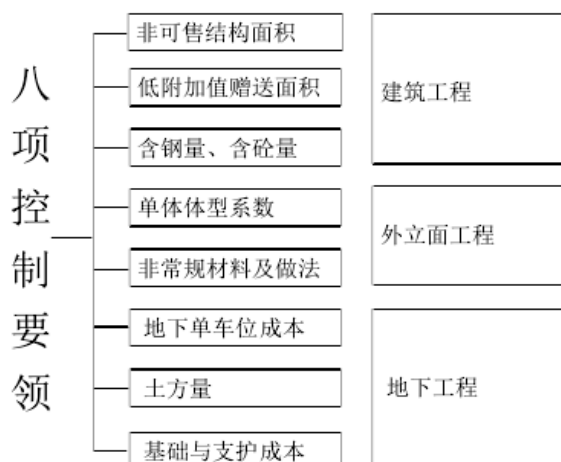 八项控制要领
非可售结构面积
低附加值赠送面积
含钢量、含砼量
单体体型系数
非常规材料及做法
地下单车位成本
土方量
基础与支护成本
建筑工程
外立面工程
地下工程